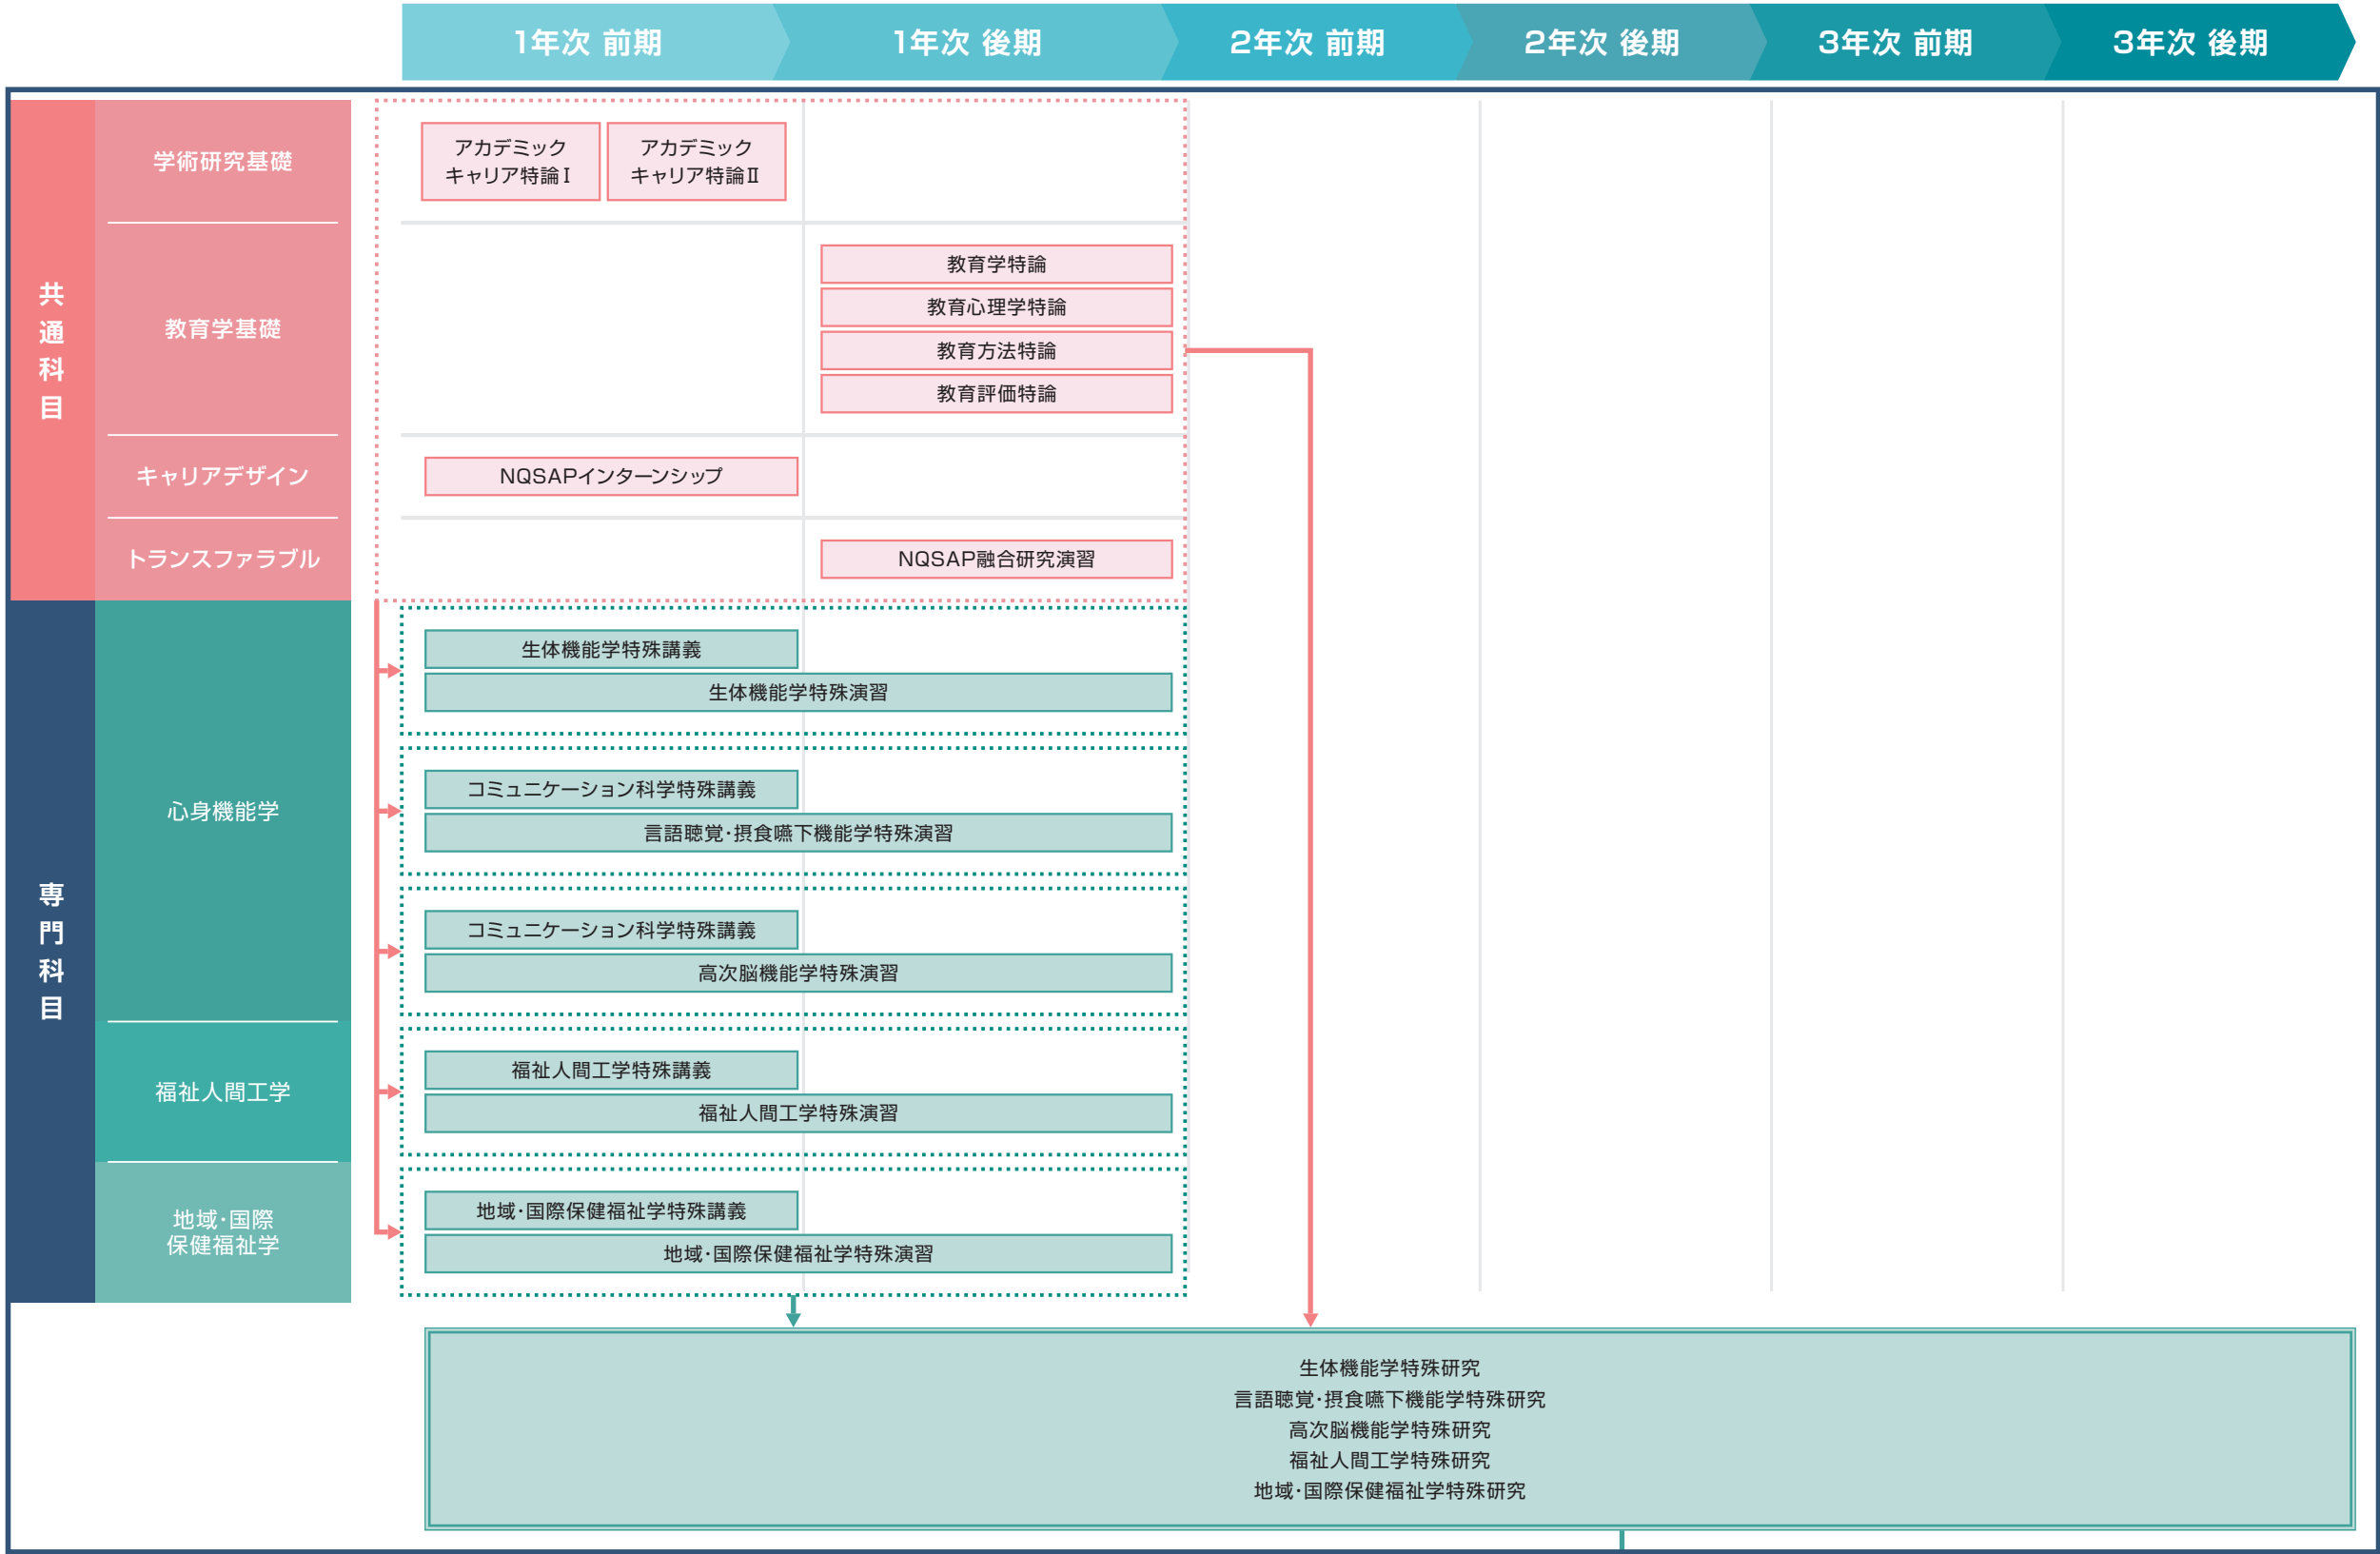 1年次 前期
1年次 後期
2年次 前期
2年次 後期
3年次 前期
3年次 後期
共通科目
学術研究基礎
アカデミック
キャリア特論Ⅰ
アカデミック
キャリア特論Ⅱ
教育学基礎
教育学特論
教育心理学特論
教育方法特論
教育評価特論
キャリアデザイン
NQSAPインターンシップ
トランスファラブル
NQSAP融合研究演習
専門科目
心身機能学
生体機能学特殊講義
生体機能学特殊演習
コミュニケーション科学特殊講義
言語聴覚・摂食嚥下機能学特殊演習
コミュニケーション科学特殊講義
高次脳機能学特殊演習
福祉人間工学
福祉人間工学特殊講義
福祉人間工学特殊演習
地域・国際
保健福祉学
地域・国際保健福祉学特殊講義
地域・国際保健福祉学特殊演習
生体機能学特殊研究
言語聴覚・摂食嚥下機能学特殊研究
高次脳機能学特殊研究
福祉人間工学特殊研究
地域・国際保健福祉学特殊研究